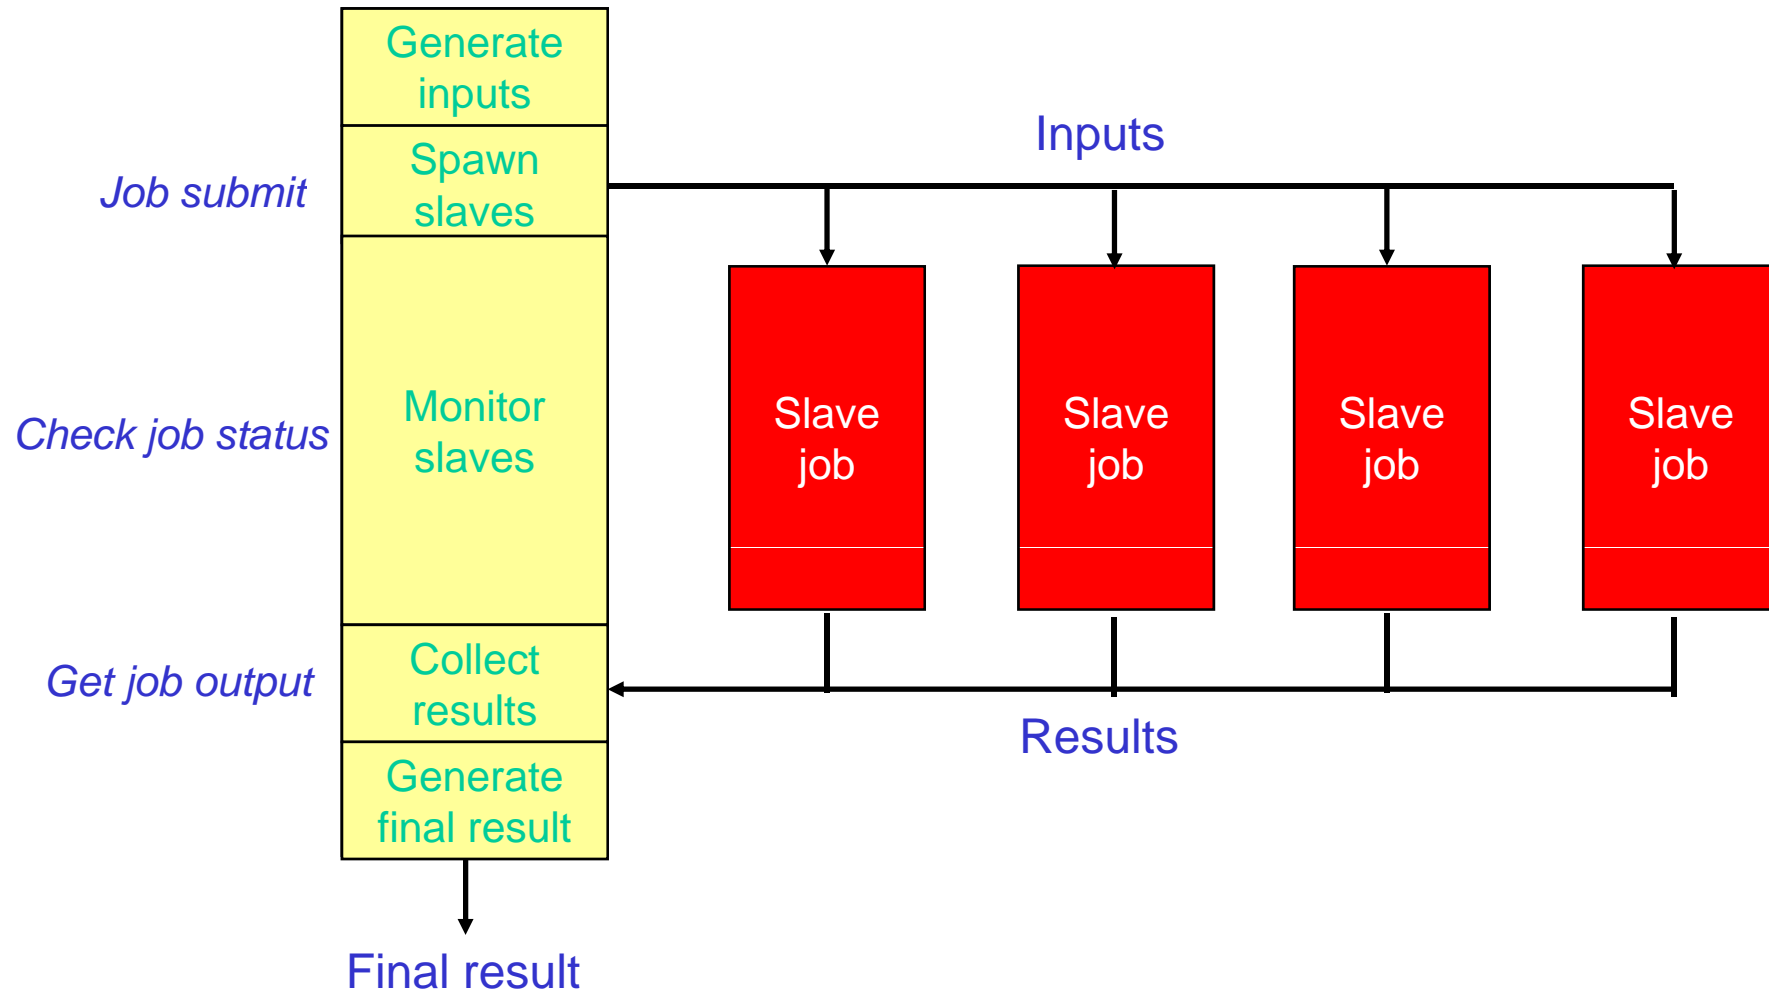 Generate
inputs
Inputs
Job submit
Spawn
slaves
Check job status
Monitor
slaves
Slave
job
Slave
job
Slave
job
Slave
job
Get job output
Collect
results
Results
Generate
final result
Final result